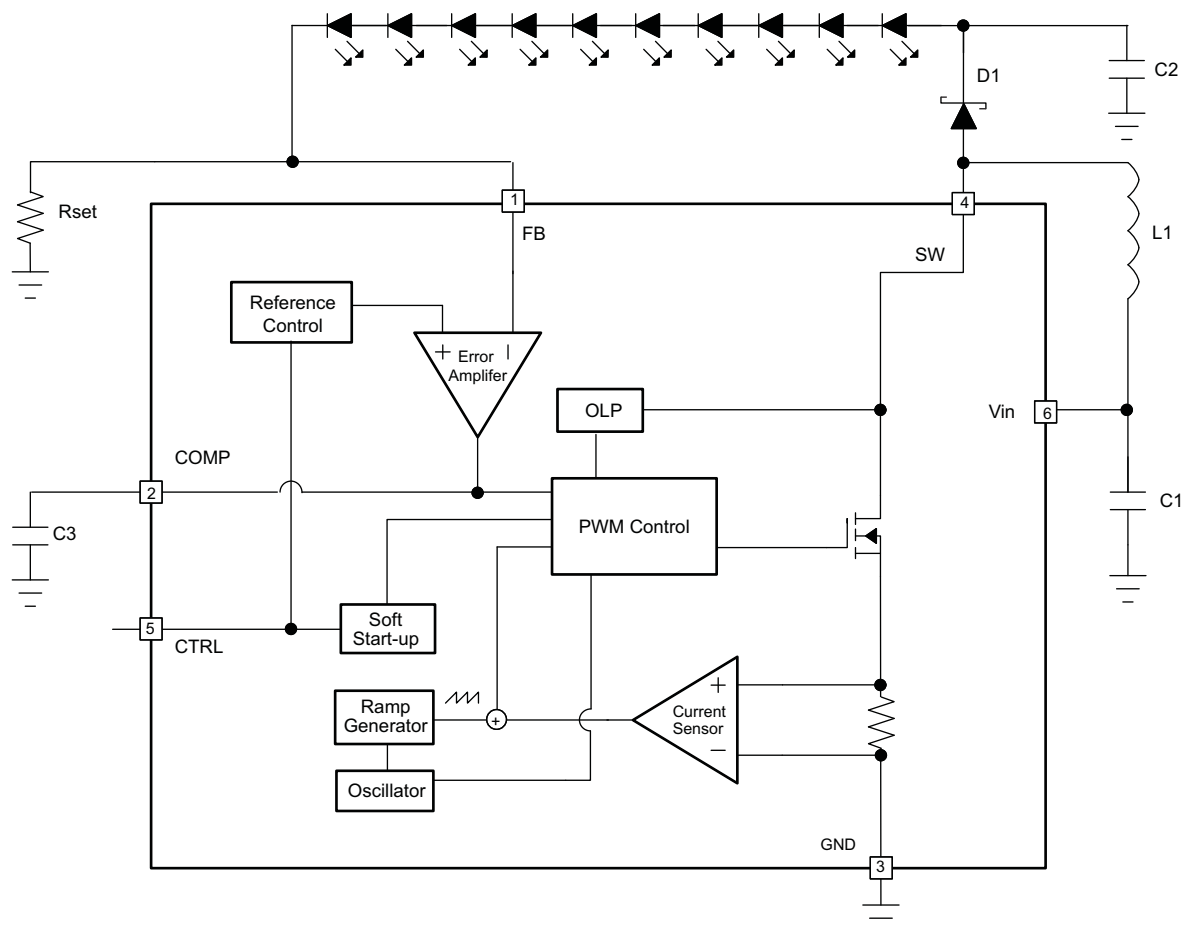 D1
C2
Rset
1
FB
4
SW
L1
Reference
Control
+
Error
Amplifer
OLP
Vin
6
COMP
2
C3
PWM Control
C1
5
CTRL
Soft
Start-up
Ramp
Generator
+
+
Current
Sensor
Oscillator
GND
3